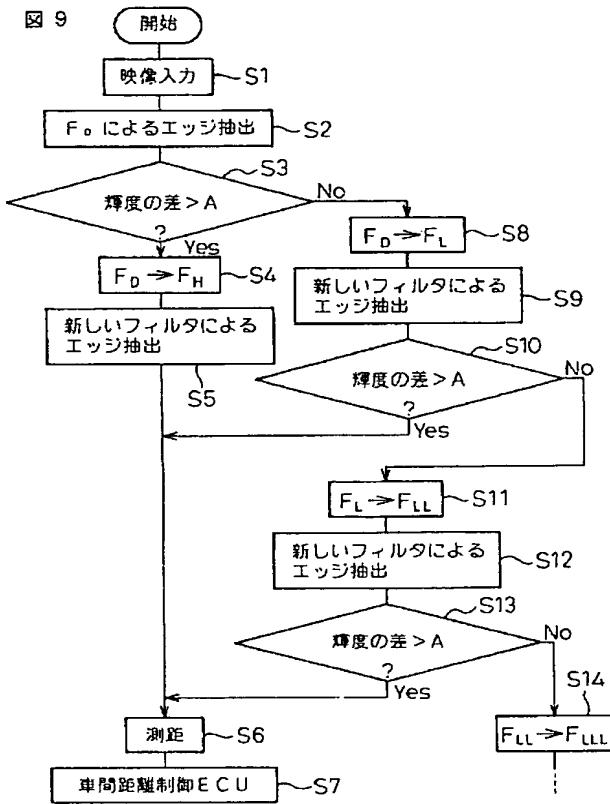 図 9
開始
映像入力
S1
F₀ によるエッジ抽出
S2
S3
輝度の差>A
?
No
Yes
F_D→F_H
S4
新しいフィルタによる
エッジ抽出
S5
F_D→F_L
S8
新しいフィルタによる
エッジ抽出
S9
S10
輝度の差>A
?
No
Yes
F_L→F_LL
S11
新しいフィルタによる
エッジ抽出
S12
S13
輝度の差>A
?
No
Yes
S14
F_LL→F_LLL
測距
S6
車間距離制御ECU
S7